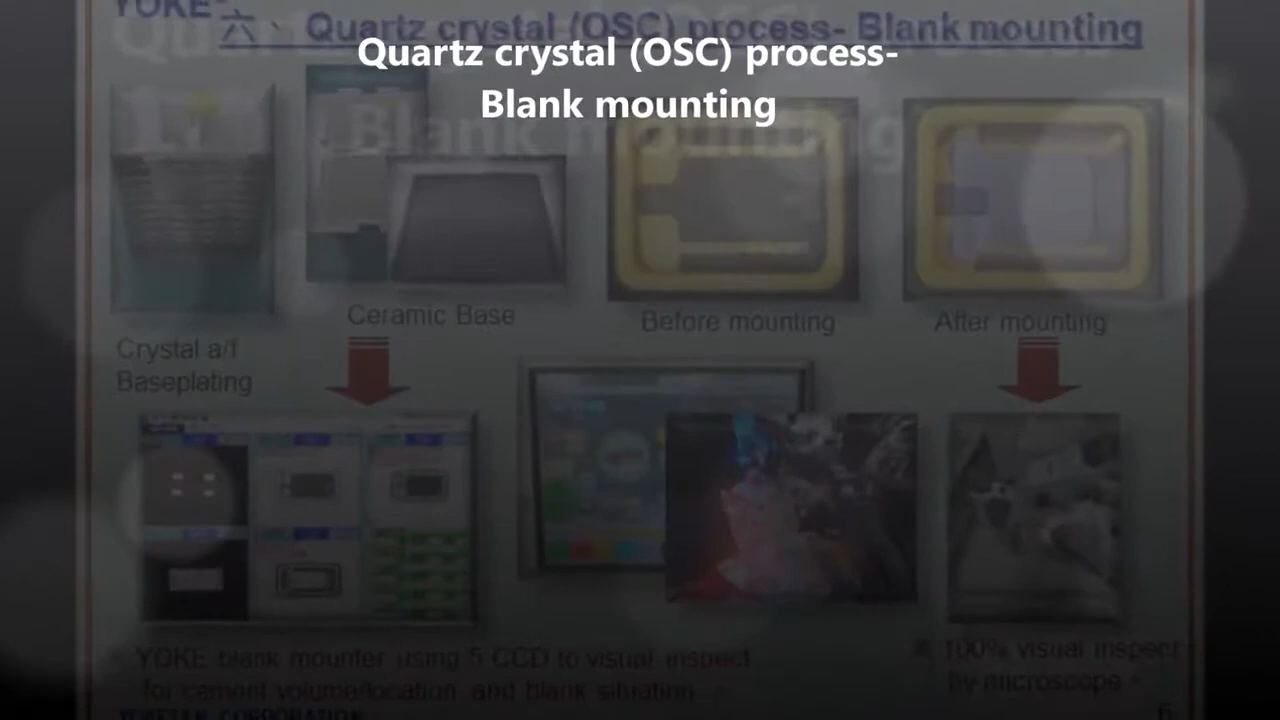 YOKE
六、 Quartz crystal (OSC) process- Blank mounting
Quartz crystal (OSC) process-
Blank mounting
Ceramic Base
Before mounting
After mounting
Crystal a/f
Baseplating
YOKE blank mounter using 5 CCD to visual inspect
for cement volume/location, and blank situation
100% visual inspect
by microscope
CORPORATION
6